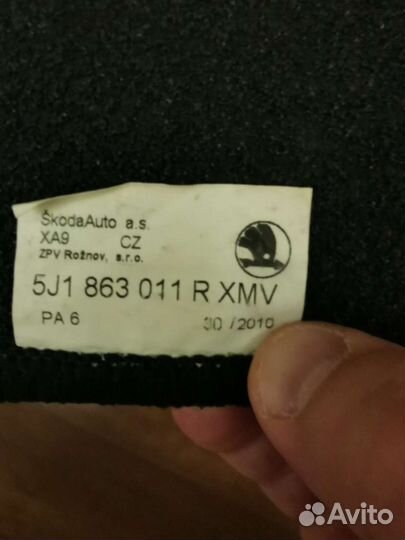 ŠkodaAuto a.s.
XA9 CZ
ZPV Rožnov, s.r.o.
5J1 863 011 R XMV
PA 6 30/2010
Avito